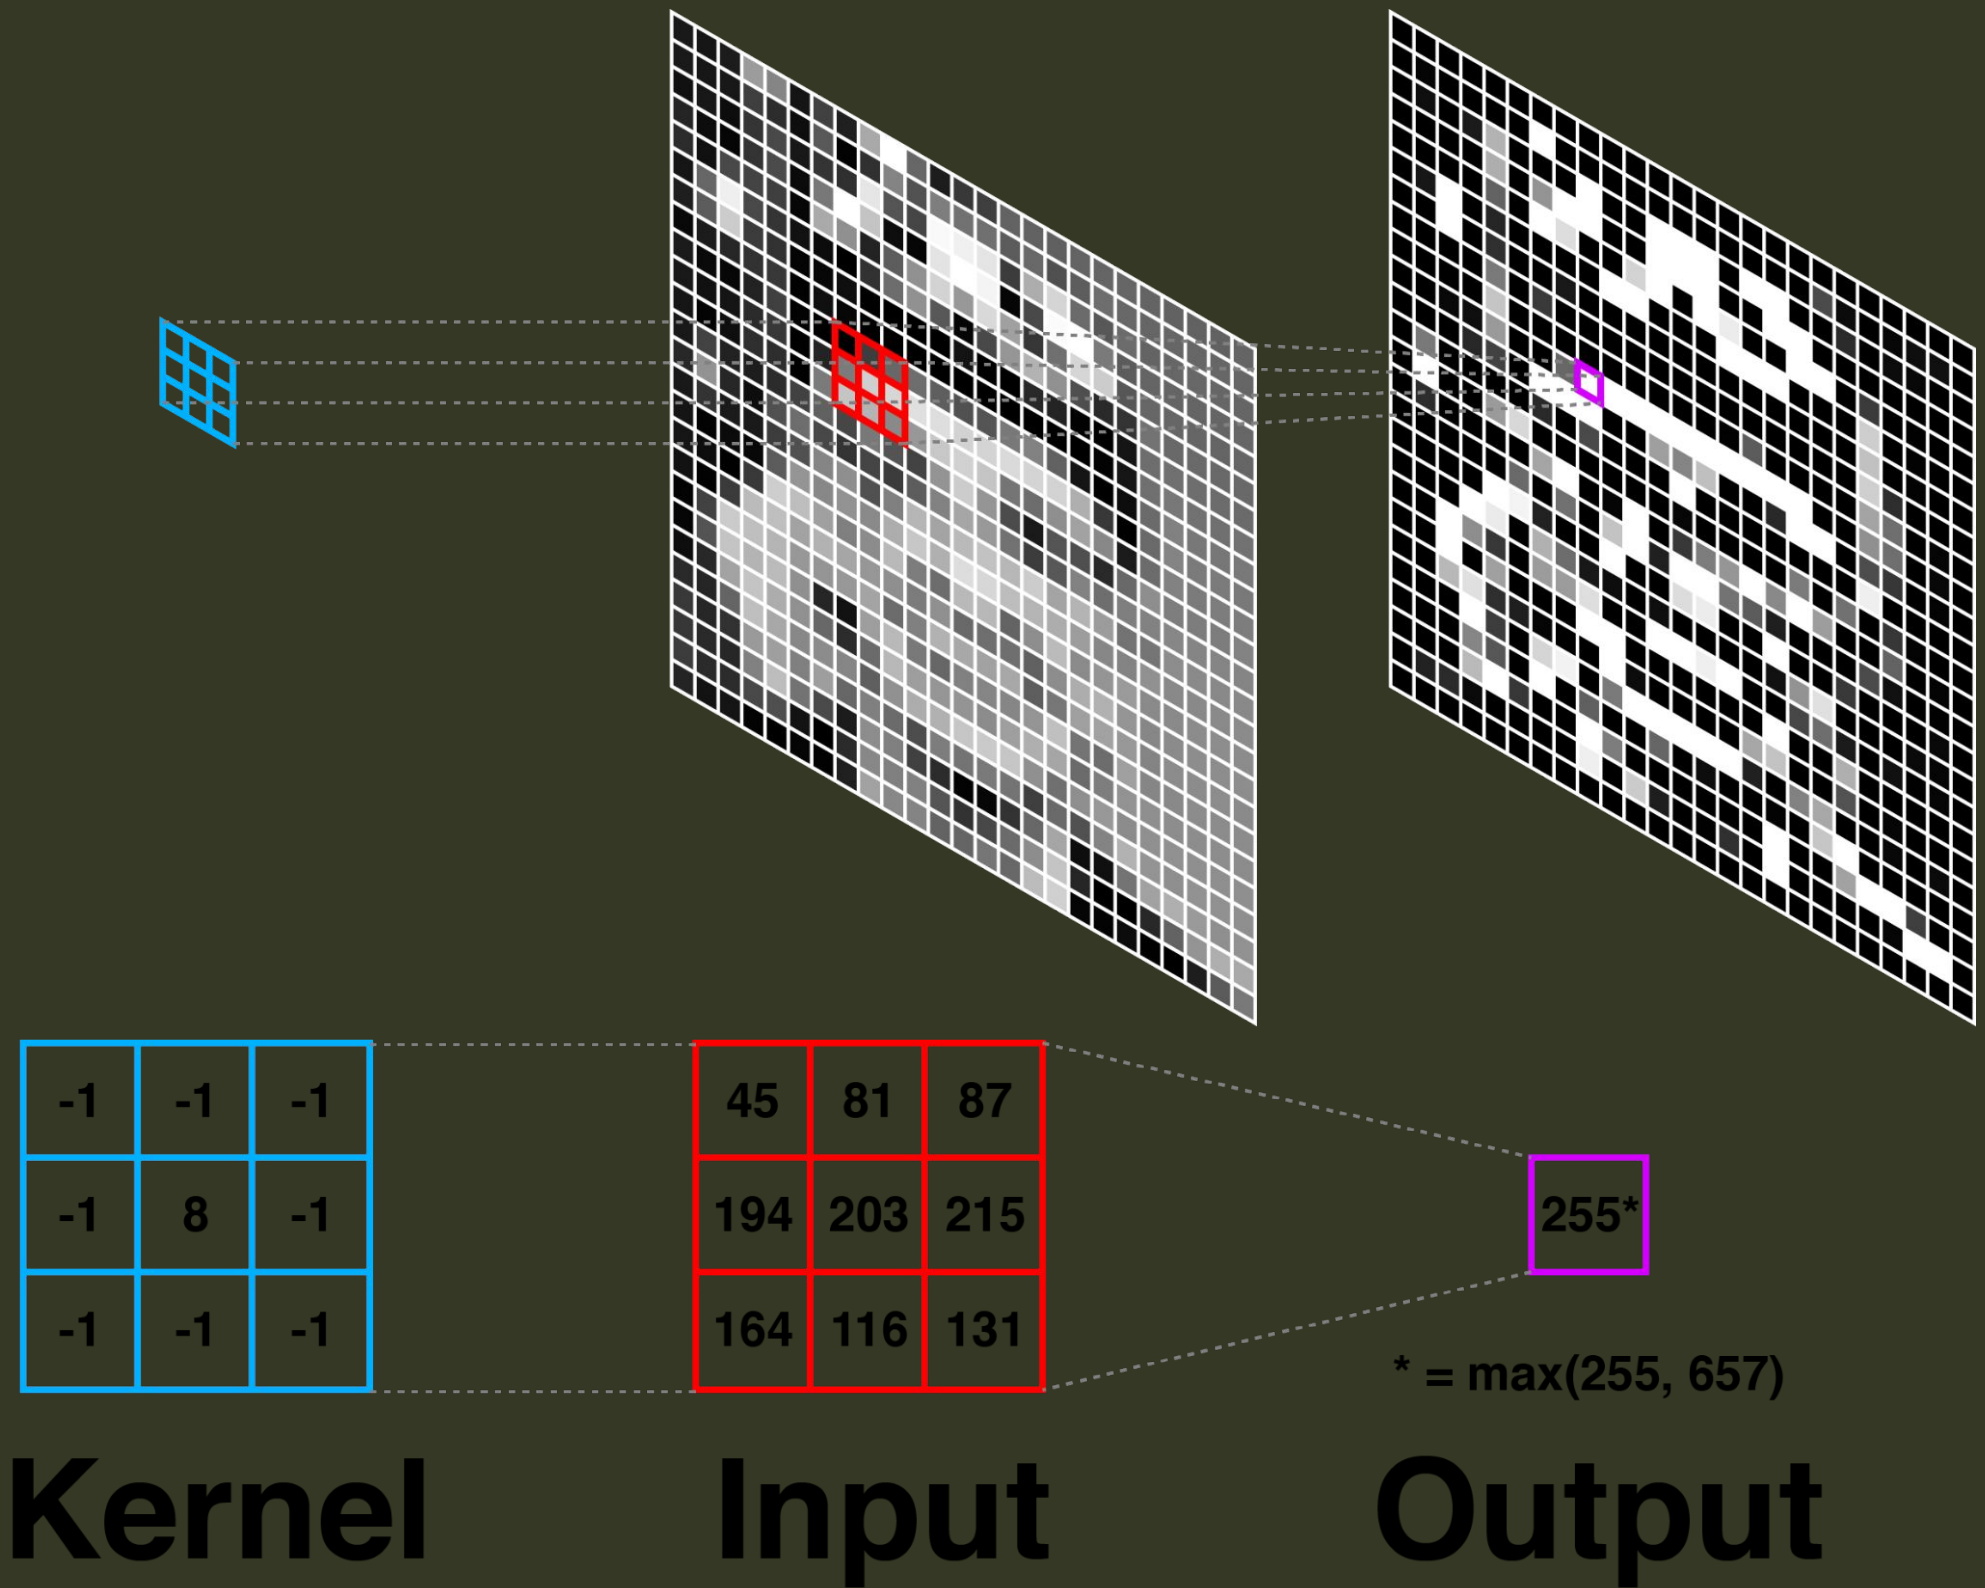 -1 -1 -1 45 81 87
-1 8 -1 194 203 215 255*
-1 -1 -1 164 116 131
* = max(255, 657)
Kernel Input Output